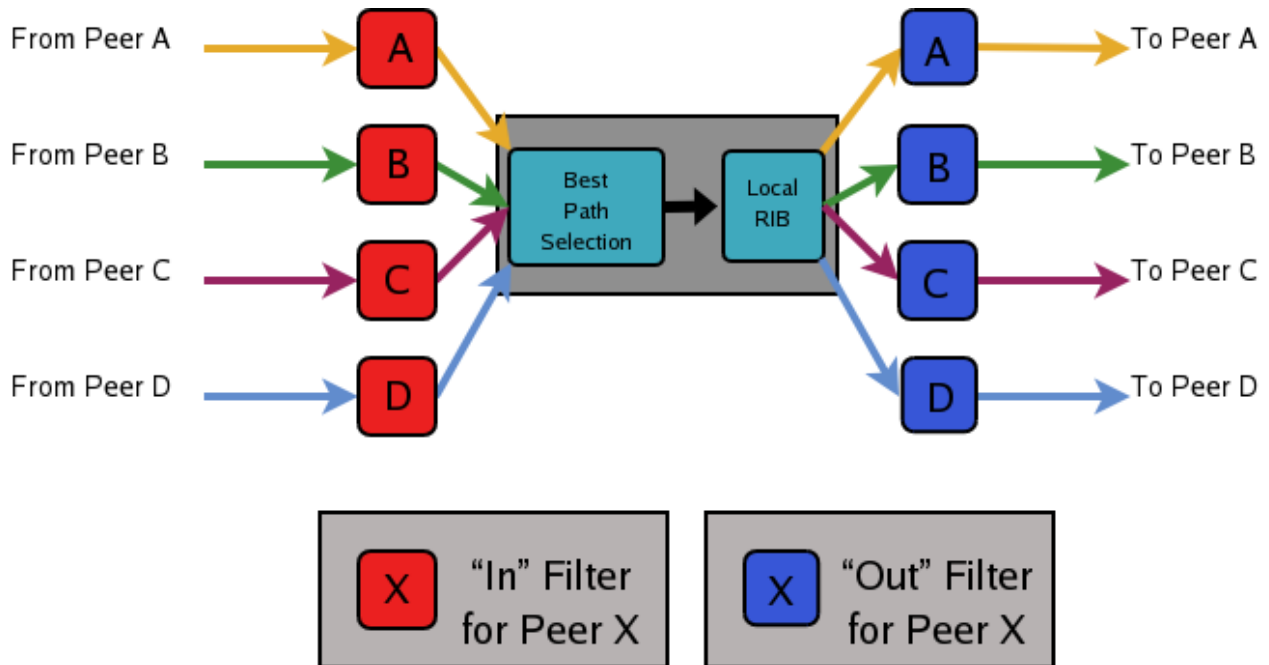 From Peer A
A
A
To Peer A
From Peer B
B
Best
Path
Selection
Local
RIB
B
To Peer B
From Peer C
C
C
To Peer C
From Peer D
D
D
To Peer D
X
“In” Filter
for Peer X
X
“Out” Filter
for Peer X